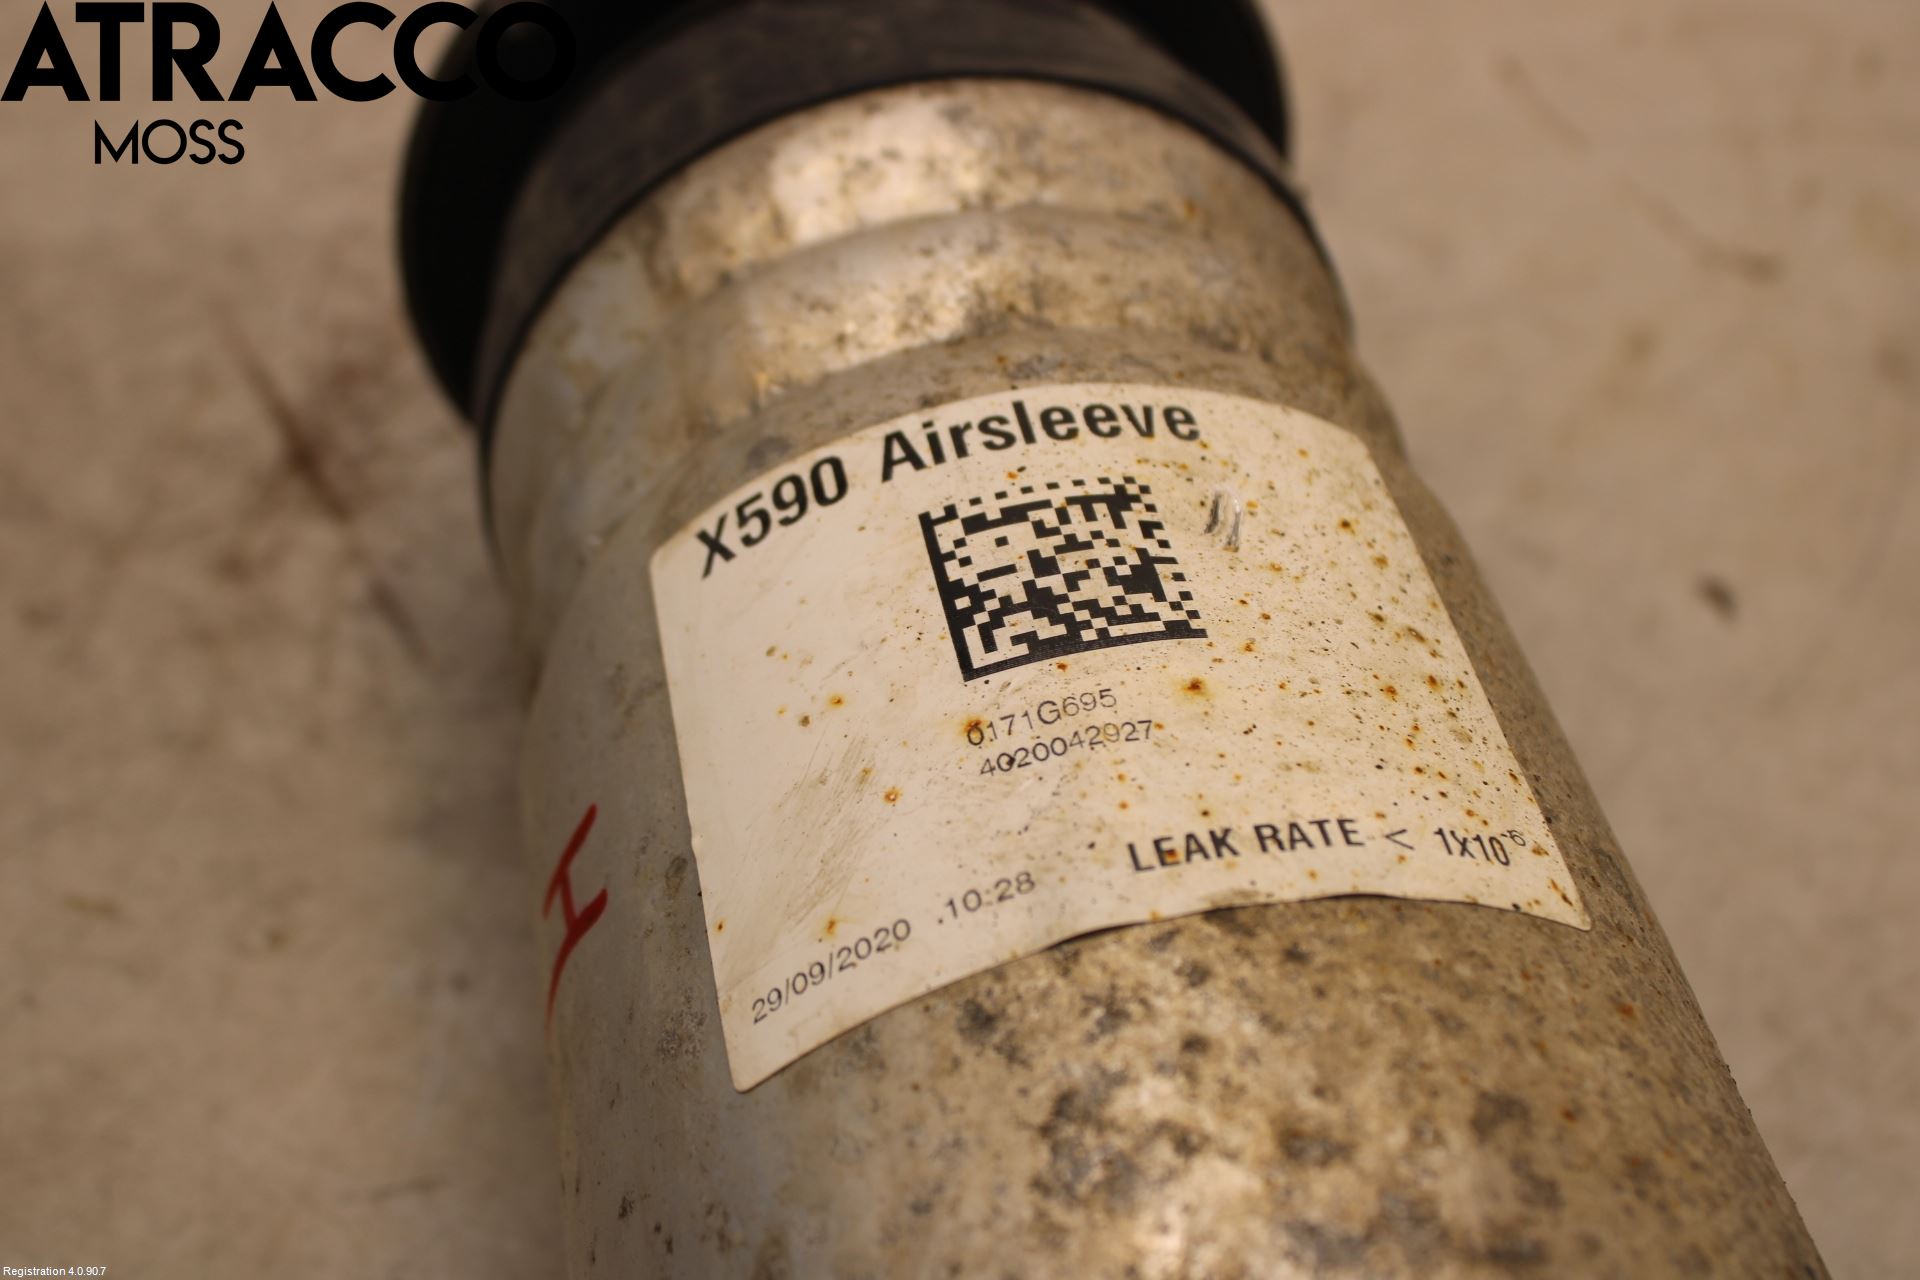 ATRACCO
MOSS
X590 Airsleeve
0171G695
4020042927
LEAK RATE < 1X10⁻⁶
29/09/2020 .10:28
I
Registration 4.0.90.7